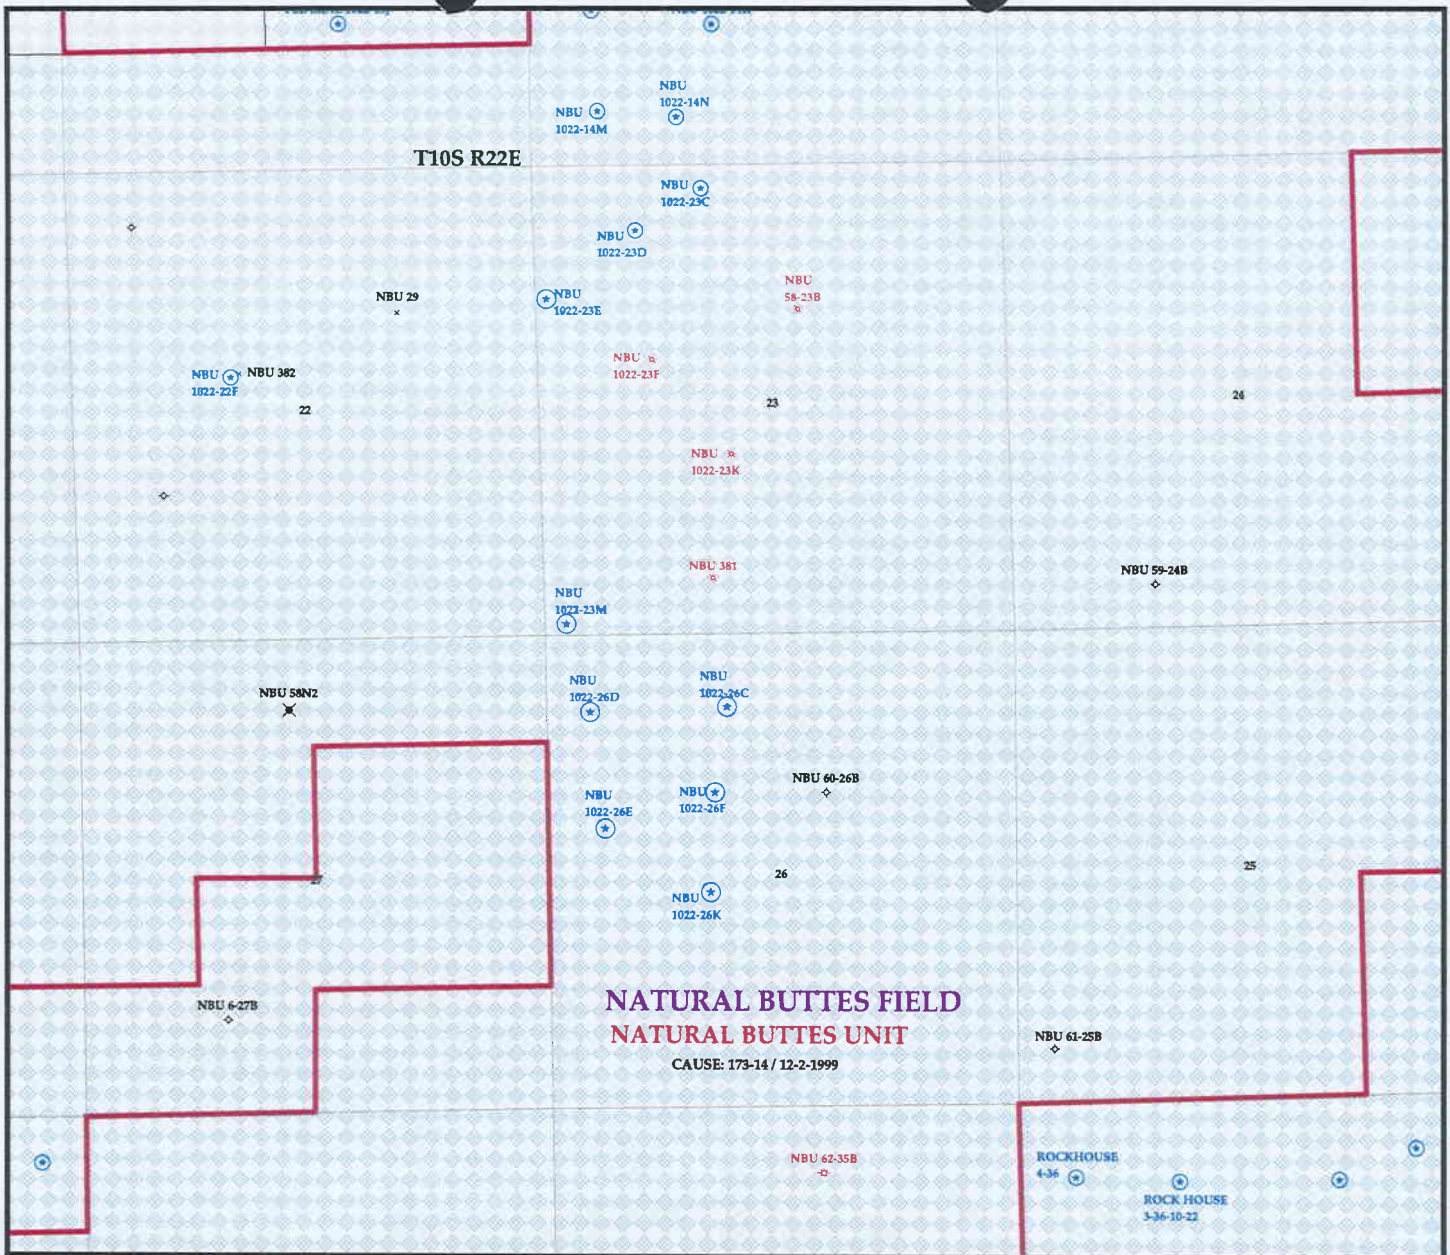 NBU
1022-14M
NBU
1022-14N
T10S R22E
NBU
1022-23C
NBU
1022-23D
NBU
1022-23E
NBU 29
NBU
58-23B
NBU
1022-23F
NBU
1022-22F
NBU 382
22
23
24
NBU
1022-23K
NBU 381
NBU 59-24B
NBU
1022-23M
NBU 58N2
NBU
1022-26D
NBU
1022-26C
NBU
1022-26E
NBU
1022-26F
NBU 60-26B
27
26
25
NBU
1022-26K
NBU 6-27B
NATURAL BUTTES FIELD
NATURAL BUTTES UNIT
CAUSE: 173-14 / 12-2-1999
NBU 61-25B
NBU 62-35B
ROCKHOUSE
4-36
ROCK HOUSE
3-36-10-22